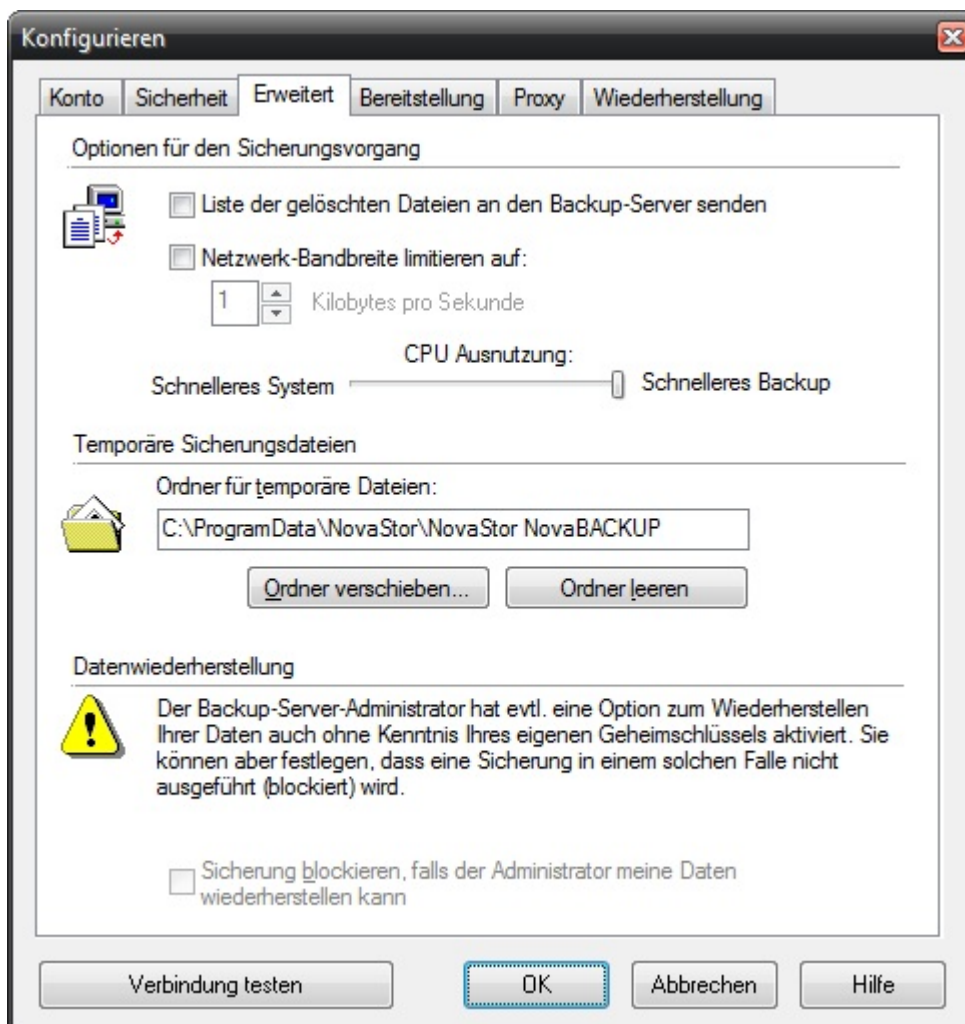 Konfigurieren
Konto Sicherheit Erweitert Bereitstellung Proxy Wiederherstellung
Optionen für den Sicherungsvorgang
Liste der gelöschten Dateien an den Backup-Server senden
Netzwerk-Bandbreite limitieren auf:
1 Kilobytes pro Sekunde
CPU Ausnutzung:
Schnelleres System Schnelleres Backup
Temporäre Sicherungsdateien
Ordner für temporäre Dateien:
C:\ProgramData\NovaStor\NovaStor NovaBACKUP
Ordner verschieben... Ordner leeren
Datenwiederherstellung
Der Backup-Server-Administrator hat evtl. eine Option zum Wiederherstellen
Ihrer Daten auch ohne Kenntnis Ihres eigenen Geheimschlüssels aktiviert. Sie
können aber festlegen, dass eine Sicherung in einem solchen Falle nicht
ausgeführt (blockiert) wird.
Sicherung blockieren, falls der Administrator meine Daten
wiederherstellen kann
Verbindung testen OK Abbrechen Hilfe